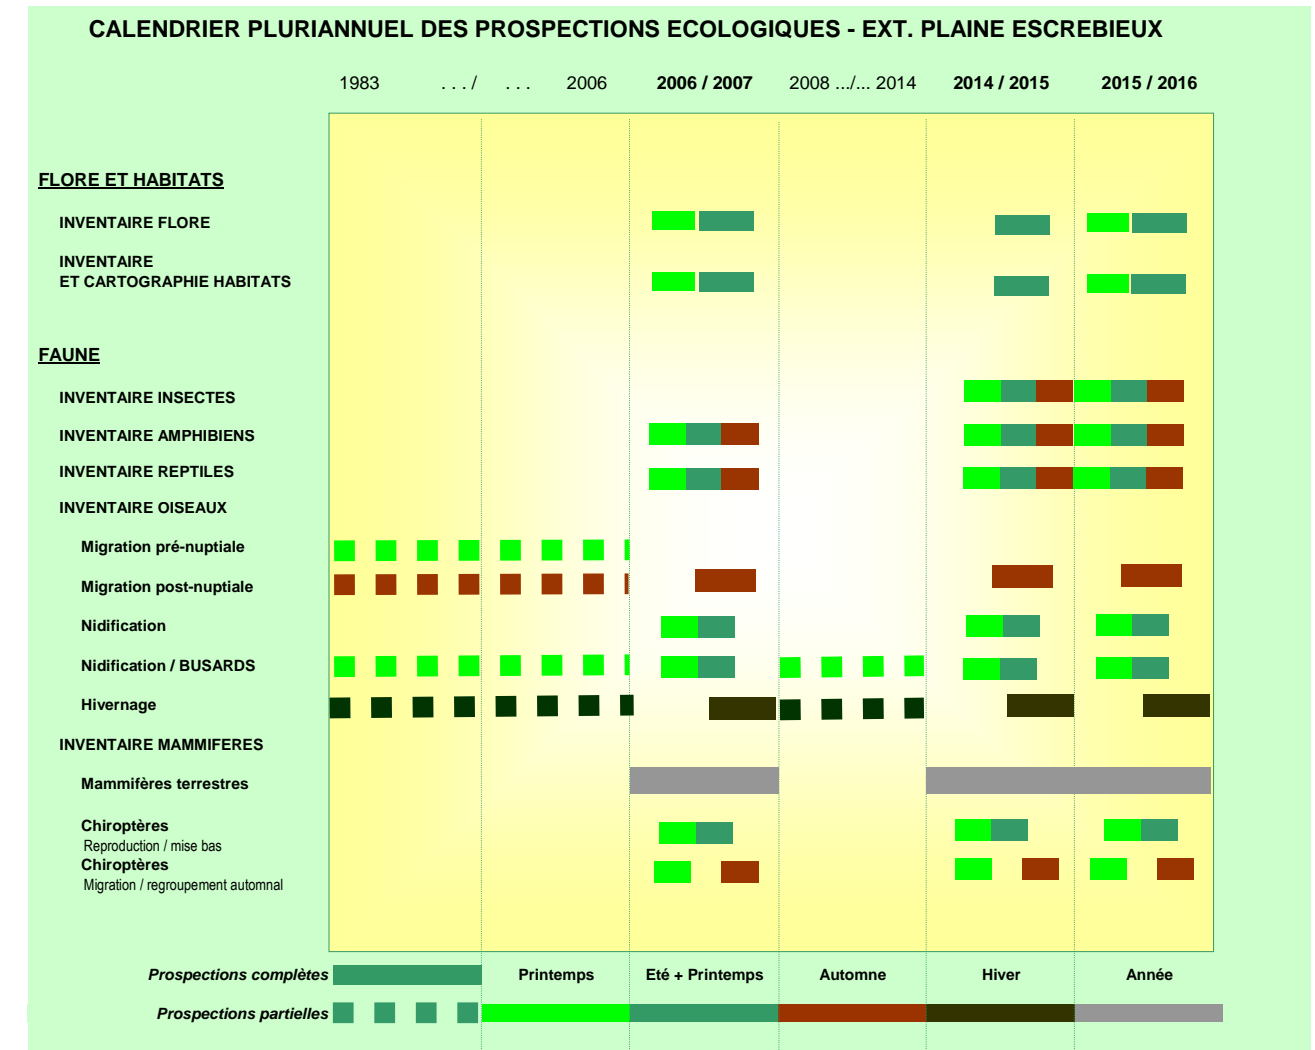 CALENDRIER PLURIANNUEL DES PROSPECTIONS ECOLOGIQUES - EXT. PLAINE ESCREBIEUX
1983 . . . / . . . 2006 2006 / 2007 2008 .../... 2014 2014 / 2015 2015 / 2016
FLORE ET HABITATS
INVENTAIRE FLORE
INVENTAIRE
ET CARTOGRAPHIE HABITATS
FAUNE
INVENTAIRE INSECTES
INVENTAIRE AMPHIBIENS
INVENTAIRE REPTILES
INVENTAIRE OISEAUX
Migration pré-nuptiale
Migration post-nuptiale
Nidification
Nidification / BUSARDS
Hivernage
INVENTAIRE MAMMIFERES
Mammifères terrestres
Chiroptères
Reproduction / mise bas
Chiroptères
Migration / regroupement automnal
Prospections complètes Printemps Eté + Printemps Automne Hiver Année
Prospections partielles